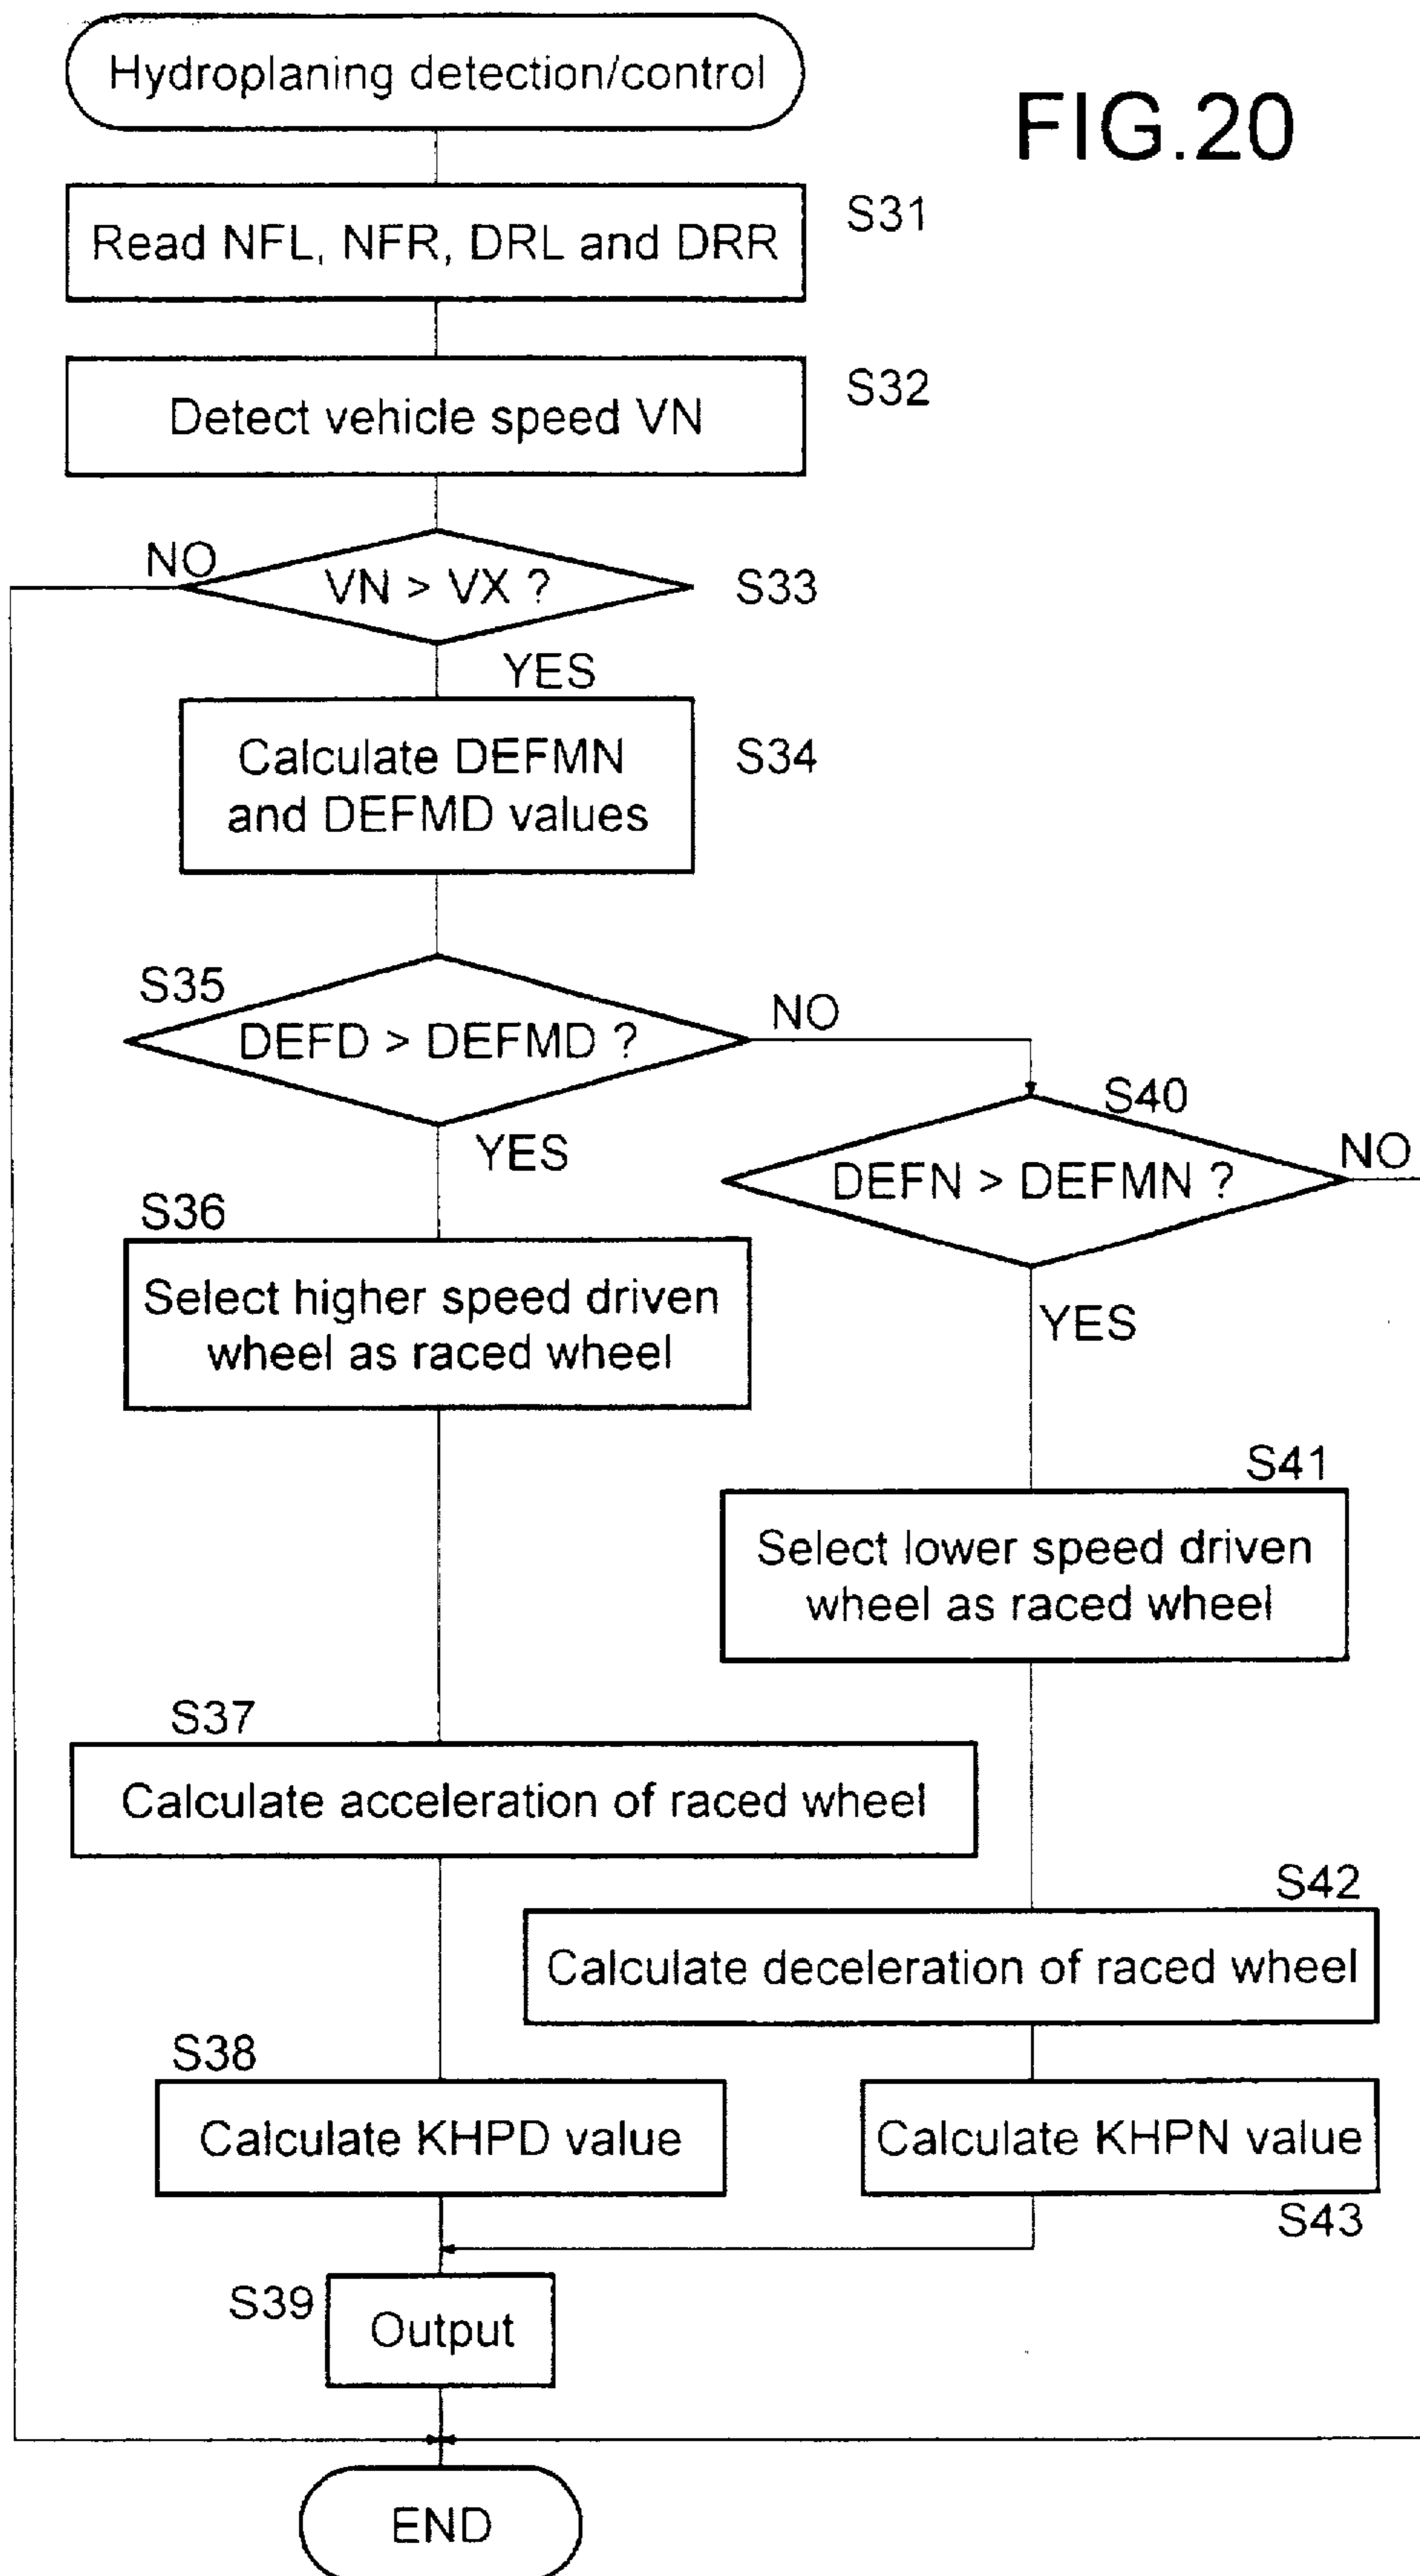 Hydroplaning detection/control
FIG.20
Read NFL, NFR, DRL and DRR
S31
Detect vehicle speed VN
S32
NO
VN > VX ?
S33
YES
Calculate DEFMN
and DEFMD values
S34
S35
DEFD > DEFMD ?
NO
YES
S40
DEFN > DEFMN ?
NO
YES
S36
Select higher speed driven
wheel as raced wheel
S41
Select lower speed driven
wheel as raced wheel
S37
Calculate acceleration of raced wheel
S42
Calculate deceleration of raced wheel
S38
Calculate KHPD value
Calculate KHPN value
S43
S39
Output
END